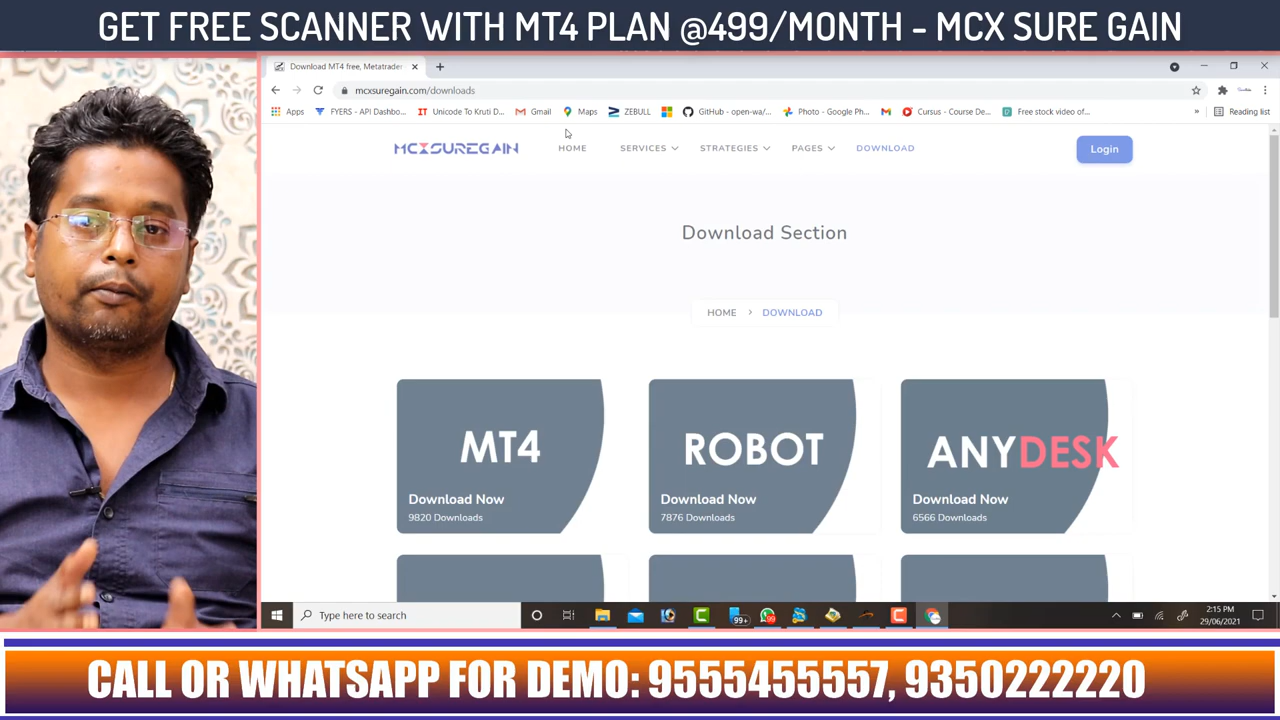 GET FREE SCANNER WITH MT4 PLAN @499/MONTH - MCX SURE GAIN
Download MT4 free, Metatrader
mcxsuregain.com/downloads
Apps FYERS - API Dashbo... Unicode To Kruti D... Gmail Maps ZEBULL GitHub - open-wa/... Photo - Google Ph... Cursus - Course De... Free stock video of... » Reading list
MCXSUREGAIN HOME SERVICES STRATEGIES PAGES DOWNLOAD Login
Download Section
HOME > DOWNLOAD
MT4 ROBOT ANYDESK
Download Now Download Now Download Now
9820 Downloads 7876 Downloads 6566 Downloads
Type here to search 99+ 99 2:15 PM
29/06/2021
CALL OR WHATSAPP FOR DEMO: 9555455557, 9350222220